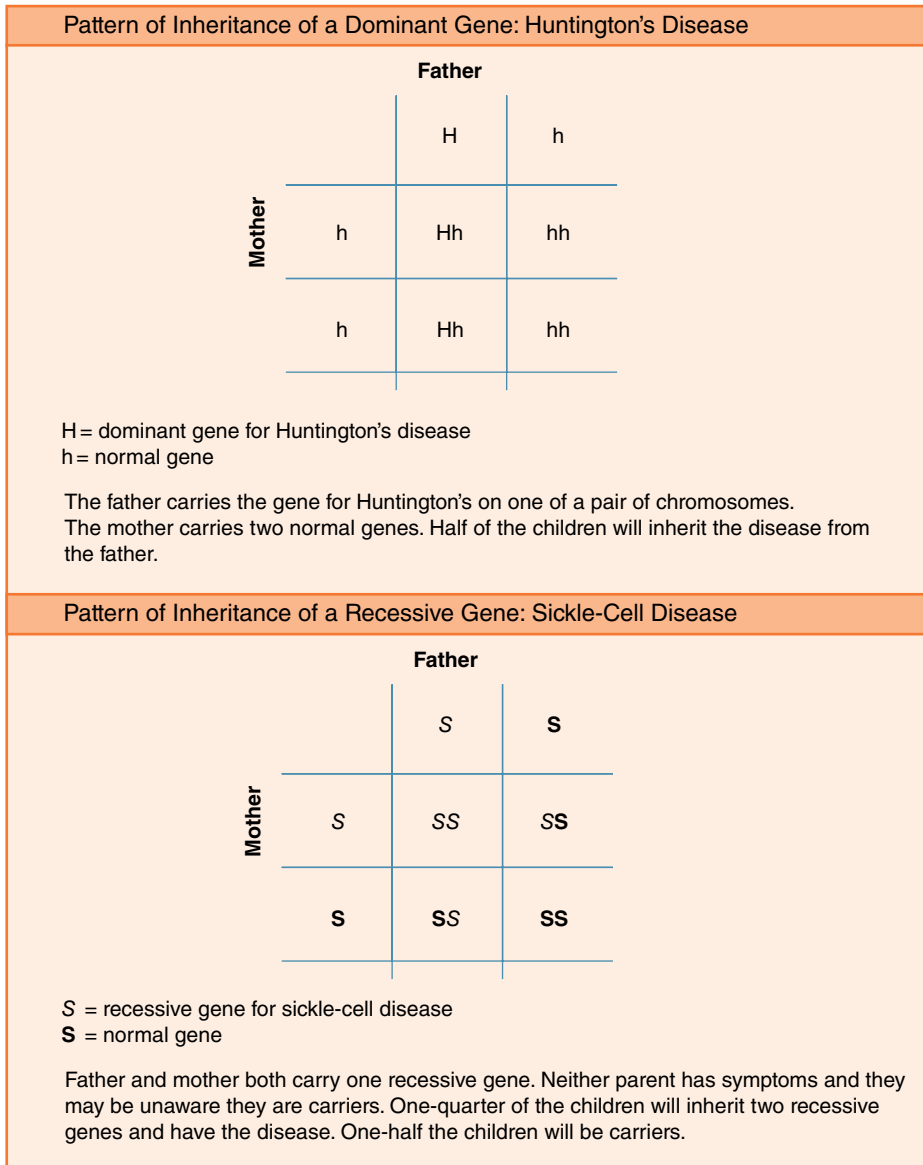 Pattern of Inheritance of a Dominant Gene: Huntington's Disease
Father
H h
Mother
h Hh hh
h Hh hh
H = dominant gene for Huntington's disease
h = normal gene
The father carries the gene for Huntington's on one of a pair of chromosomes.
The mother carries two normal genes. Half of the children will inherit the disease from
the father.
Pattern of Inheritance of a Recessive Gene: Sickle-Cell Disease
Father
S S
Mother
S SS SS
S SS SS
S = recessive gene for sickle-cell disease
S = normal gene
Father and mother both carry one recessive gene. Neither parent has symptoms and they
may be unaware they are carriers. One-quarter of the children will inherit two recessive
genes and have the disease. One-half the children will be carriers.